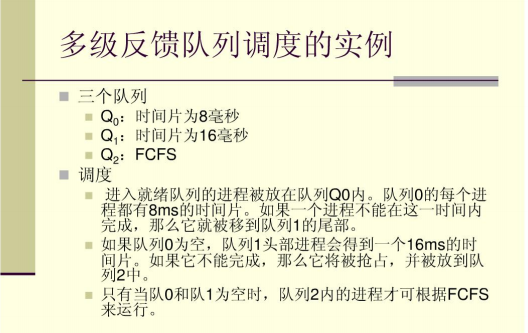 多级反馈队列调度的实例
三个队列
Q0：时间片为8毫秒
Q1：时间片为16毫秒
Q2：FCFS
调度
进入就绪队列的进程被放在队列Q0内。队列0的每个进
程都有8ms的时间片。如果一个进程不能在这一时间内
完成，那么它就被移到队列1的尾部。
如果队列0为空，队列1头部进程会得到一个16ms的时
间片。如果它不能完成，那么它将被抢占，并被放到队
列2中。
只有当队0和队1为空时，队列2内的进程才可根据FCFS
来运行。